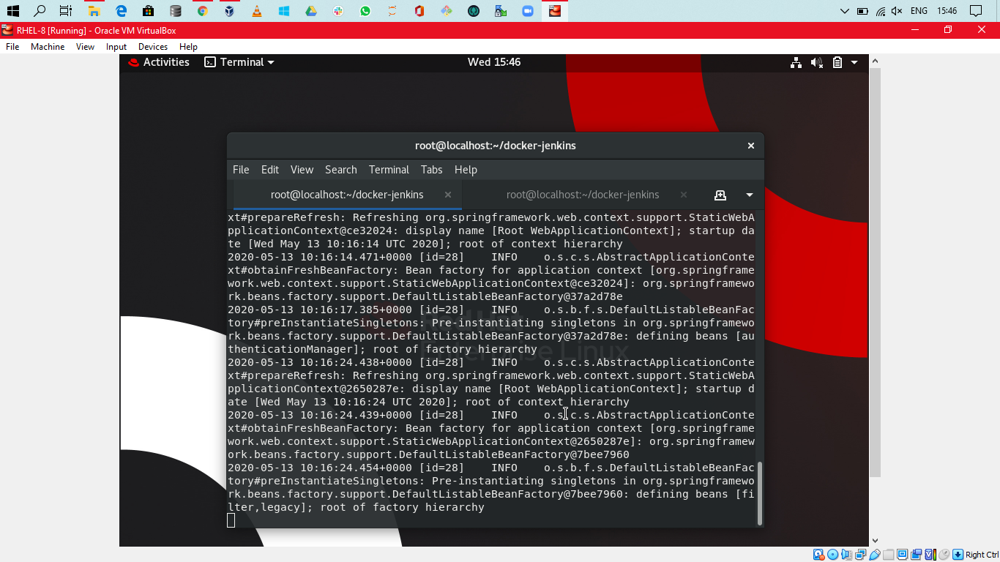 ENG 15:46
RHEL-8 [Running] - Oracle VM VirtualBox
File Machine View Input Devices Help
Activities Terminal Wed 15:46
root@localhost:~/docker-jenkins
File Edit View Search Terminal Tabs Help
root@localhost:~/docker-jenkins root@localhost:~/docker-jenkins
xt#prepareRefresh: Refreshing org.springframework.web.context.support.StaticWebA
pplicationContext@ce32024: display name [Root WebApplicationContext]; startup da
te [Wed May 13 10:16:14 UTC 2020]; root of context hierarchy
2020-05-13 10:16:14.471+0000 [id=28] INFO o.s.c.s.AbstractApplicationConte
xt#obtainFreshBeanFactory: Bean factory for application context [org.springframe
work.web.context.support.StaticWebApplicationContext@ce32024]: org.springframewo
rk.beans.factory.support.DefaultListableBeanFactory@37a2d78e
2020-05-13 10:16:17.385+0000 [id=28] INFO o.s.b.f.s.DefaultListableBeanFac
tory#preInstantiateSingletons: Pre-instantiating singletons in org.springframewo
rk.beans.factory.support.DefaultListableBeanFactory@37a2d78e: defining beans [au
thenticationManager]; root of factory hierarchy
2020-05-13 10:16:24.438+0000 [id=28] INFO o.s.c.s.AbstractApplicationConte
xt#prepareRefresh: Refreshing org.springframework.web.context.support.StaticWebA
pplicationContext@2650287e: display name [Root WebApplicationContext]; startup d
ate [Wed May 13 10:16:24 UTC 2020]; root of context hierarchy
2020-05-13 10:16:24.439+0000 [id=28] INFO o.s.c.s.AbstractApplicationConte
xt#obtainFreshBeanFactory: Bean factory for application context [org.springframe
work.web.context.support.StaticWebApplicationContext@2650287e]: org.springframew
ork.beans.factory.support.DefaultListableBeanFactory@7bee7960
2020-05-13 10:16:24.454+0000 [id=28] INFO o.s.b.f.s.DefaultListableBeanFac
tory#preInstantiateSingletons: Pre-instantiating singletons in org.springframewo
rk.beans.factory.support.DefaultListableBeanFactory@7bee7960: defining beans [fi
lter,legacy]; root of factory hierarchy
Red Hat
Enterprise Linux
Right Ctrl